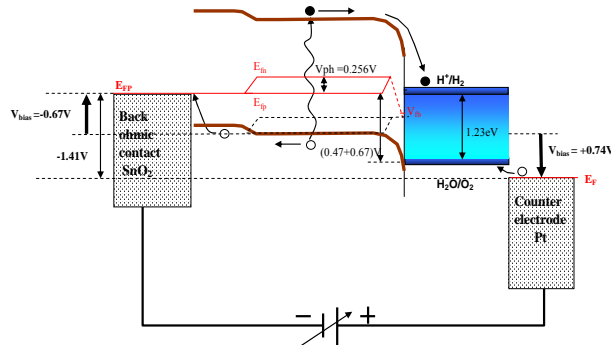 E_fn
Vph =0.256V
H⁺/H₂
E_FP
E_fp
V_fb
V_bias =-0.67V
Back
ohmic
contact
SnO₂
-1.41V
1.23eV
V_bias = +0.74V
(0.47+0.67)V
H₂O/O₂
E_F
Counter
electrode
Pt
−
+